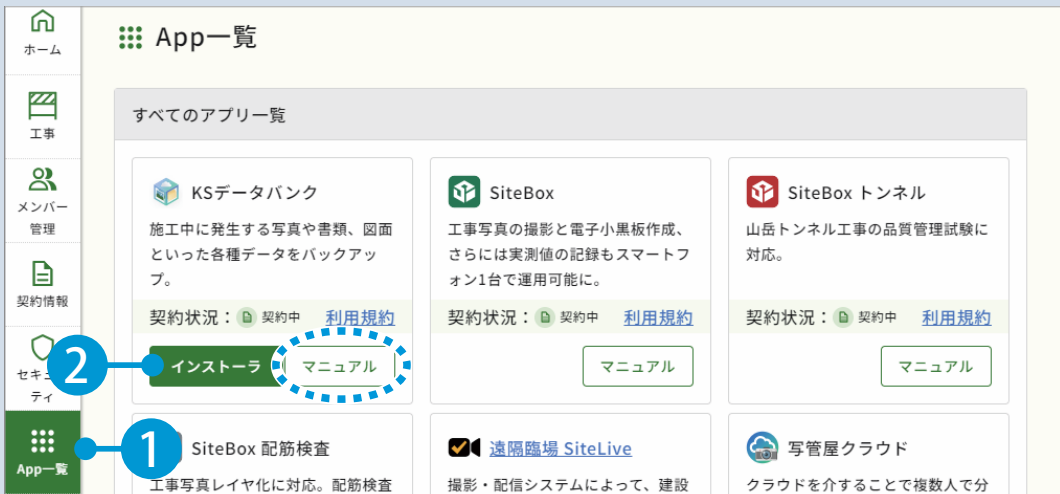 ホーム
工事
メンバー
管理
契約情報
ティ
App一覧
App一覧
すべてのアプリ一覧
KSデータバンク
施工中に発生する写真や書類、図面
といった各種データをバックアッ
プ。
契約状況： 契約中 利用規約
インストーラ マニュアル
SiteBox
工事写真の撮影と電子小黒板作成、
さらには実測値の記録もスマートフ
ォン1台で運用可能に。
契約状況： 契約中 利用規約
マニュアル
SiteBox トンネル
山岳トンネル工事の品質管理試験に
対応。
契約状況： 契約中 利用規約
マニュアル
SiteBox 配筋検査
工事写真レイヤ化に対応。配筋検査
遠隔臨場 SiteLive
撮影・配信システムによって、建設
写管屋クラウド
クラウドを介することで複数人で分
2
1